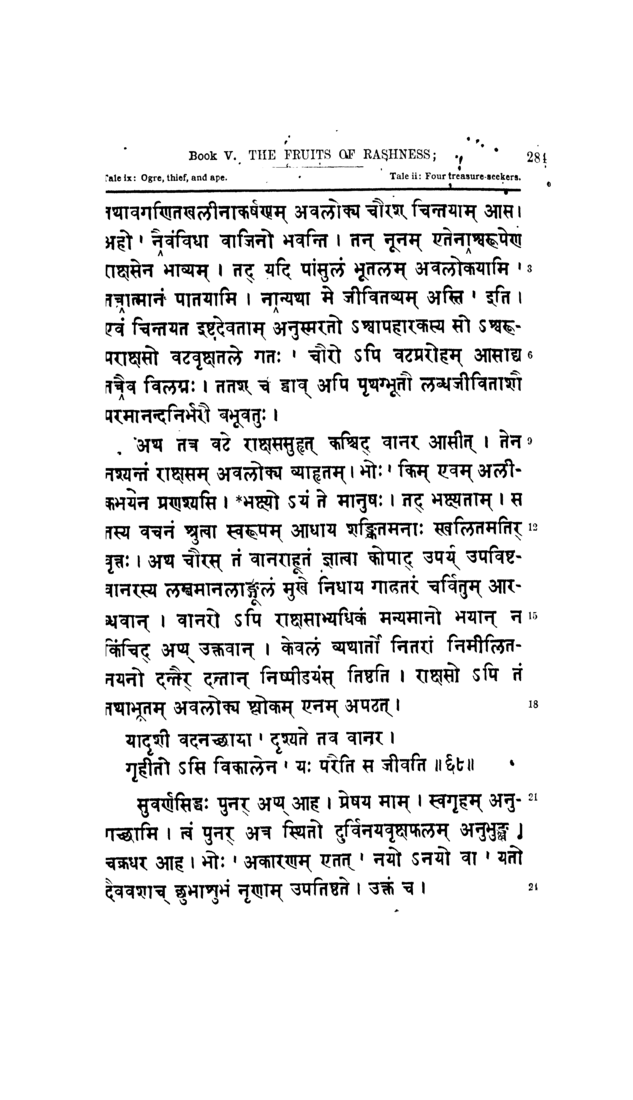 Book V. THE FRUITS OF RASHNESS; 284
Tale ix: Ogre, thief, and ape. Tale ii: Four treasure-seekers.
तथावगणितखलीनाकर्षणम् अवलोक्य चौरश् चिन्तयाम् आस।
अहो ' नैवंविधा वाजिनो भवन्ति । तन् नूनम् एतेनाश्वरूपेण
राक्षसेन भाव्यम् । तद् यदि पांसुलं भूतलम् अवलोकयामि ' 3
तत्रात्मानं पातयामि । नान्यथा मे जीवितव्यम् अस्ति ' इति ।
एवं चिन्तयत इष्टदेवताम् अनुस्मरतो ऽश्वापहारकस्य सो ऽश्वरू-
पराक्षसो वटवृक्षतले गतः ' चौरो ऽपि वटप्ररोहम् आसाद्य 6
तत्रैव विलग्नः । ततश् च द्वाव् अपि पृथग्भूतौ लब्धजीविताशौ
परमानन्दनिर्भरौ बभूवतुः ।
अथ तत्र वटे राक्षससुहृत् कश्चिद् वानर आसीत् । तेन 9
नश्यन्तं राक्षसम् अवलोक्य व्याहृतम् । भोः ' किम् एवम् अली-
कभयेन प्रणश्यसि । *भक्ष्यो ऽयं ते मानुषः । तद् भक्ष्यताम् । स
तस्य वचनं श्रुत्वा स्वरूपम् आधाय शङ्कितमनाः स्खलितमतिर् 12
वृत्तः । अथ चौरस् तं वानराहूतं ज्ञात्वा कोपाद् उपर्य् उपविष्ट-
वानरस्य लम्बमानलाङ्गूलं मुखे निधाय गाढतरं चर्वितुम् आर-
ब्धवान् । वानरो ऽपि राक्षसाभ्यधिकं मन्यमानो भयान् न 15
किंचिद् अप्य् उक्तवान् । केवलं व्यथार्तो नितरां निमीलित-
नयनो दन्तैर् दन्तान् निष्पीडयंस् तिष्ठति । राक्षसो ऽपि तं
तथाभूतम् अवलोक्य श्लोकम् एनम् अपठत् । 18
यादृशी वदनच्छाया ' दृश्यते तव वानर ।
गृहीतो ऽसि विकालेन ' यः परैति स जीवति ॥६८॥
सुवर्णसिद्धः पुनर् अप्य् आह । प्रेषय माम् । स्वगृहम् अनु- 21
गच्छामि । त्वं पुनर् अत्र स्थितो दुर्विनयवृक्षफलम् अनुभुङ्क्ष्व ।
चक्रधर आह । भोः ' अकारणम् एतत् ' नयो ऽनयो वा ' यतो
दैववशाच् छुभाशुभं नृणाम् उपतिष्ठते । उक्तं च । 24